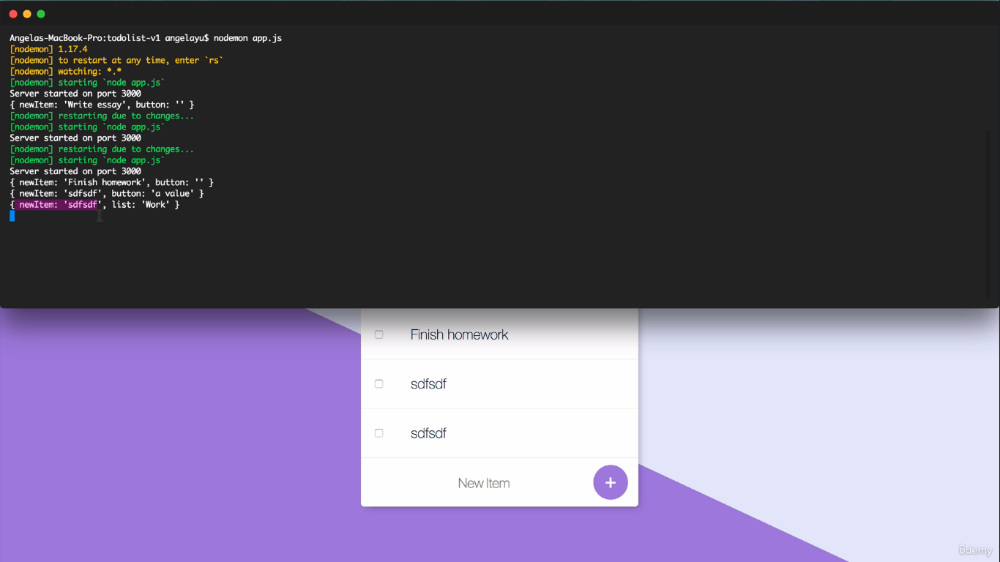 Angelas-MacBook-Pro:todolist-v1 angelayu$ nodemon app.js
[nodemon] 1.17.4
[nodemon] to restart at any time, enter `rs`
[nodemon] watching: *.*
[nodemon] starting `node app.js`
Server started on port 3000
{ newItem: 'Write essay', button: '' }
[nodemon] restarting due to changes...
[nodemon] starting `node app.js`
Server started on port 3000
[nodemon] restarting due to changes...
[nodemon] starting `node app.js`
Server started on port 3000
{ newItem: 'Finish homework', button: '' }
{ newItem: 'sdfsdf', button: 'a value' }
{ newItem: 'sdfsdf', list: 'Work' }
Finish homework
sdfsdf
sdfsdf
New Item
+
ûdemy